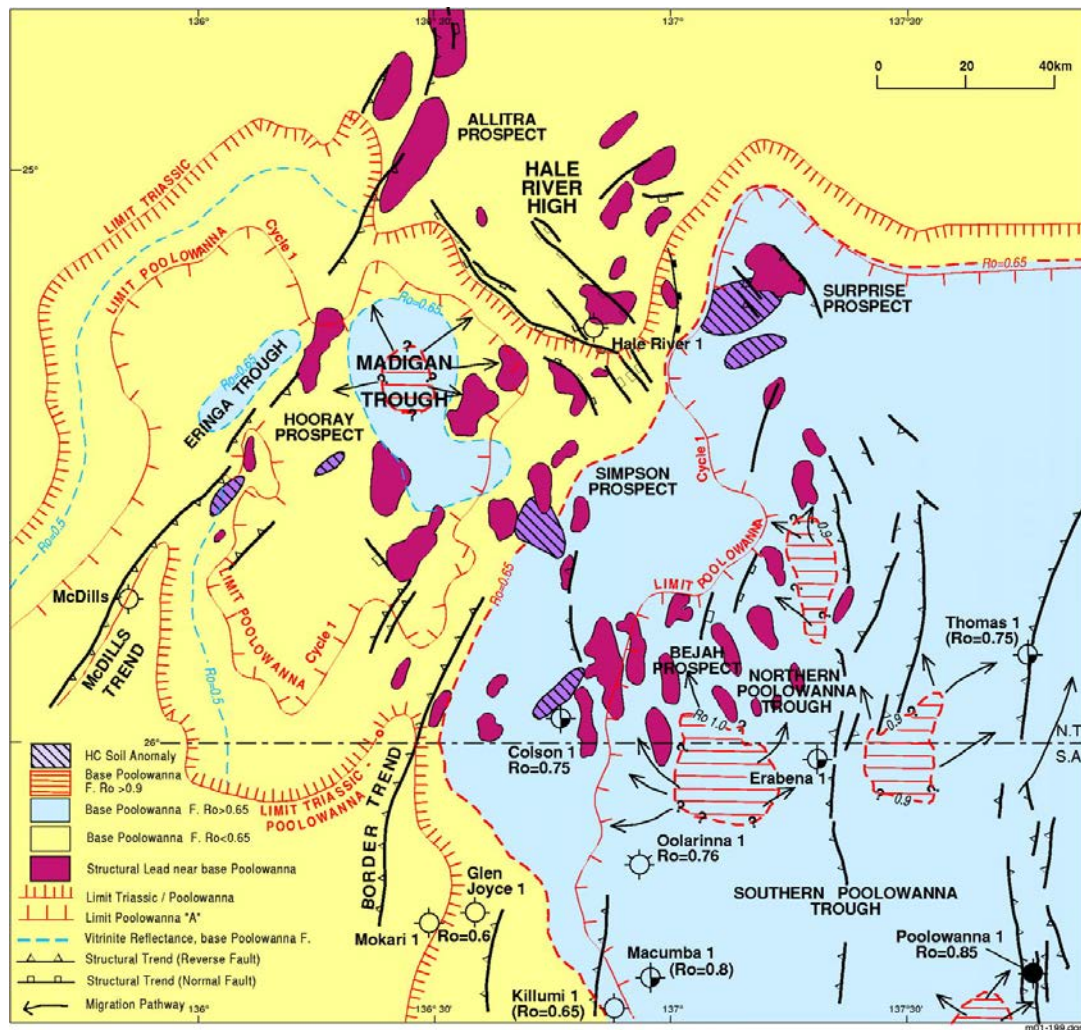 136°
136° 30'
137°
137° 30'
0 20 40km
25°
ALLITRA
PROSPECT
HALE
RIVER
HIGH
LIMIT TRIASSIC
LIMIT POOLOWANNA
Cycle 1
Ro=0.65
SURPRISE
PROSPECT
Ro=0.65
Hale River 1
?
MADIGAN
? ?
TROUGH
?
Ro=0.65
ERINGA TROUGH
HOORAY
PROSPECT
SIMPSON
PROSPECT
Cycle 1
Ro=0.5
LIMIT POOLOWANNA
Ro=0.65
? 0.9
?
? ?
McDills
McDILLS
TREND
LIMIT POOLOWANNA
Cycle 1
Thomas 1
(Ro=0.75)
BEJAH
PROSPECT
NORTHERN
POOLOWANNA
TROUGH
Ro=0.5
Ro 1.0
?
0.9
?
Colson 1
Ro=0.75
Erabena 1
N.T.
S.A.
26°
? ?
0.9
LIMIT TRIASSIC
POOLOWANNA
BORDER TREND
Oolarinna 1
Ro=0.76
Glen
Joyce 1
SOUTHERN POOLOWANNA
TROUGH
Mokari 1
Ro=0.6
Macumba 1
(Ro=0.8)
Poolowanna 1
Ro=0.85
Killumi 1
(Ro=0.65)
? ?
HC Soil Anomaly
Base Poolowanna
F. Ro >0.9
Base Poolowanna F. Ro>0.65
Base Poolowanna F. Ro<0.65
Structural Lead near base Poolowanna
Limit Triassic / Poolowanna
Limit Poolowanna "A"
Vitrinite Reflectance, base Poolowanna F.
Structural Trend (Reverse Fault)
Structural Trend (Normal Fault)
Migration Pathway
136°
136° 30'
137°
137° 30'